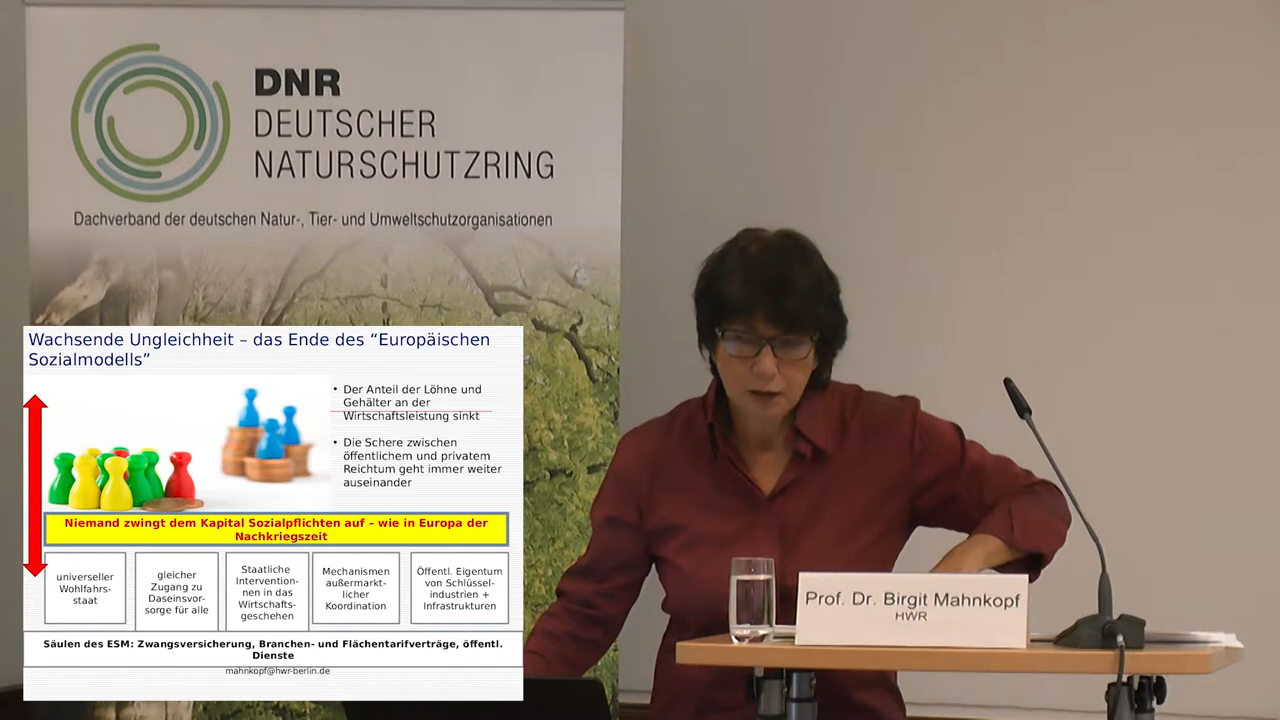 DNR
DEUTSCHER
NATURSCHUTZRING
Dachverband der deutschen Natur-, Tier- und Umweltschutzorganisationen
Wachsende Ungleichheit – das Ende des “Europäischen
Sozialmodells”
• Der Anteil der Löhne und
Gehälter an der
Wirtschaftsleistung sinkt
• Die Schere zwischen
öffentlichem und privatem
Reichtum geht immer weiter
auseinander
Niemand zwingt dem Kapital Sozialpflichten auf – wie in Europa der
Nachkriegszeit
universeller
Wohlfahrs-
staat
gleicher
Zugang zu
Daseinsvor-
sorge für alle
Staatliche
Intervention-
nen in das
Wirtschafts-
geschehen
Mechanismen
außermarkt-
licher
Koordination
Öffentl. Eigentum
von Schlüssel-
industrien +
Infrastrukturen
Säulen des ESM: Zwangsversicherung, Branchen- und Flächentarifverträge, öffentl.
Dienste
mahnkopf@hwr-berlin.de
Prof. Dr. Birgit Mahnkopf
HWR